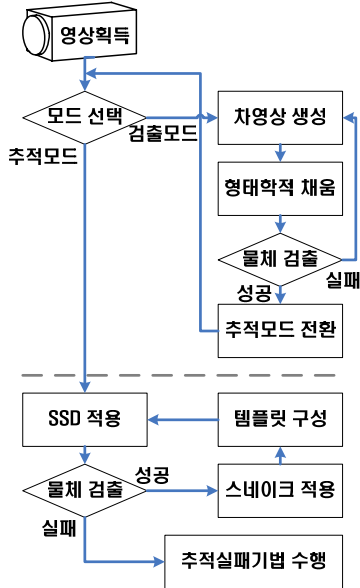 영상획득
모드 선택
검출모드
추적모드
차영상 생성
형태학적 채움
물체 검출
실패
성공
추적모드 전환
SSD 적용
템플릿 구성
물체 검출
성공
스네이크 적용
실패
추적실패기법 수행